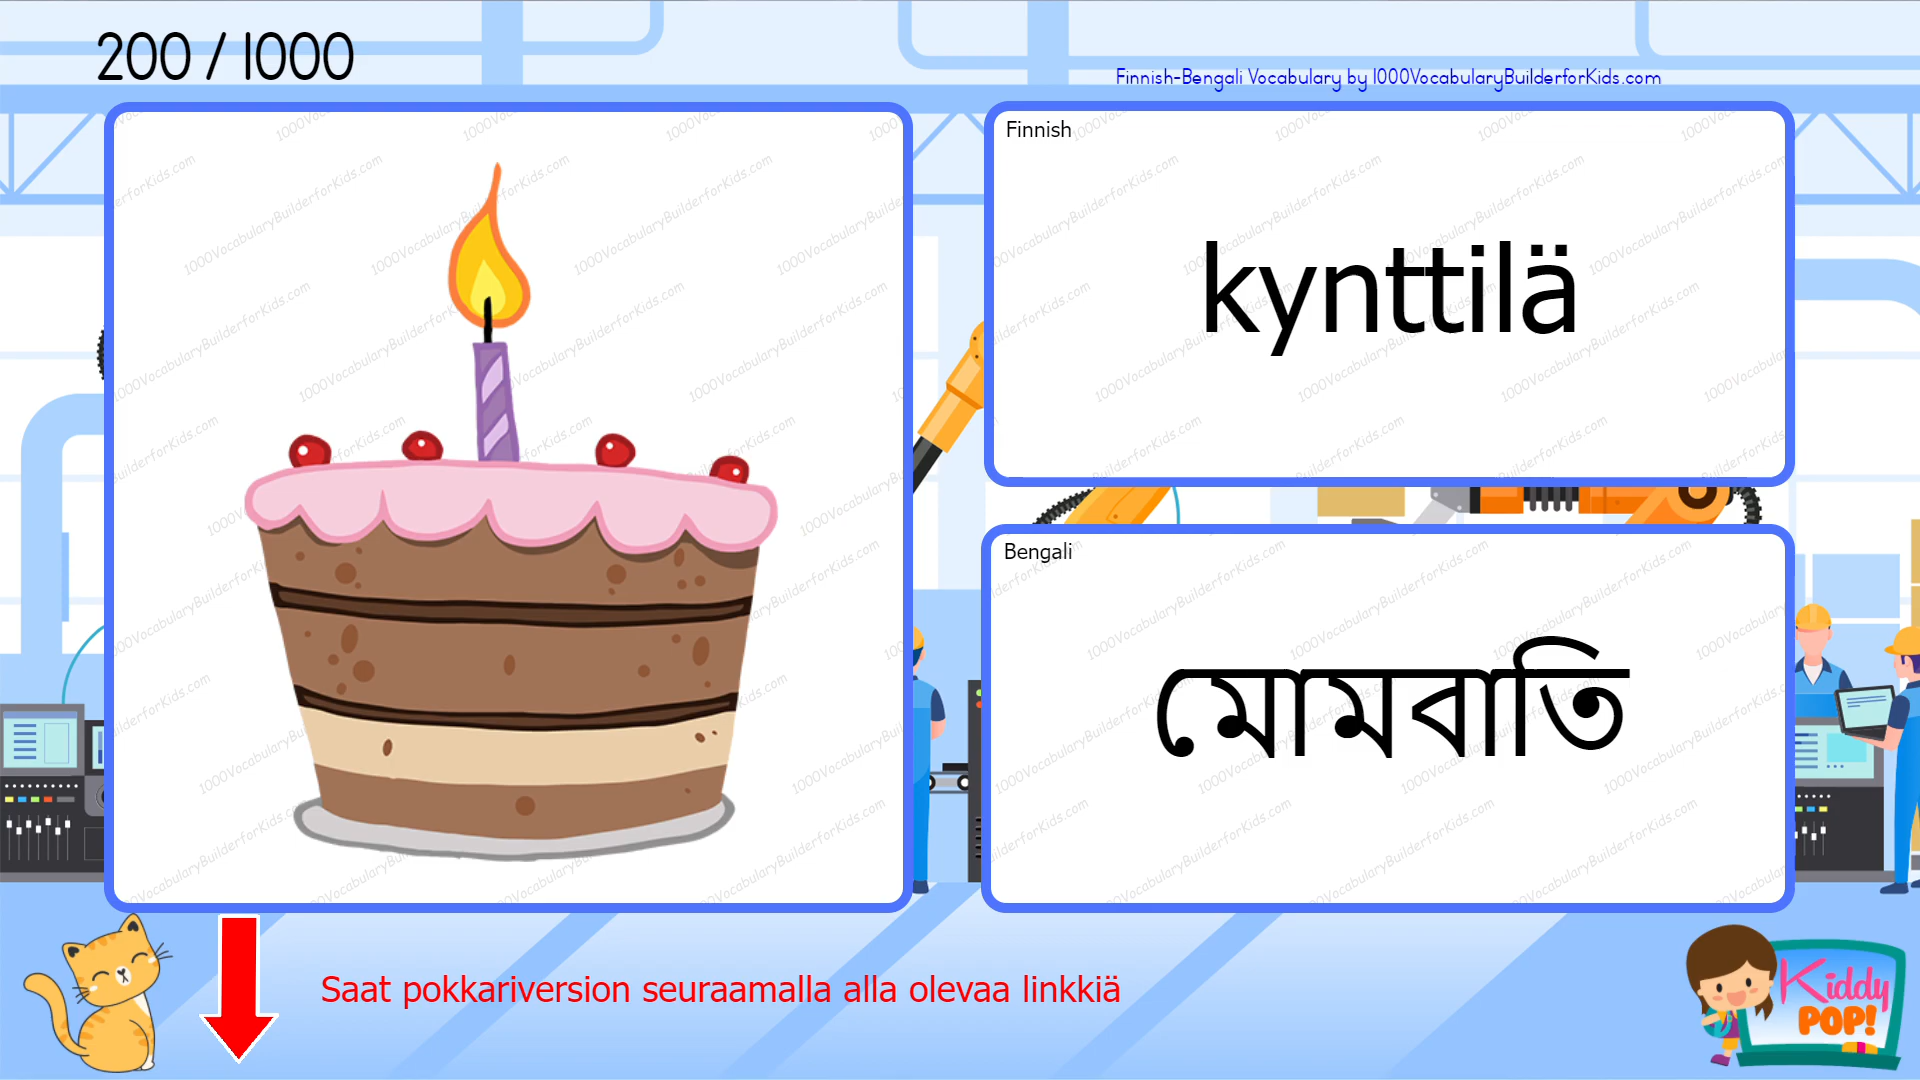 200 / 1000
Finnish-Bengali Vocabulary by 1000VocabularyBuilderforKids.com
Finnish
kynttilä
Bengali
মোমবাতি
Saat pokkariversion seuraamalla alla olevaa linkkiä
Kiddy
POP!